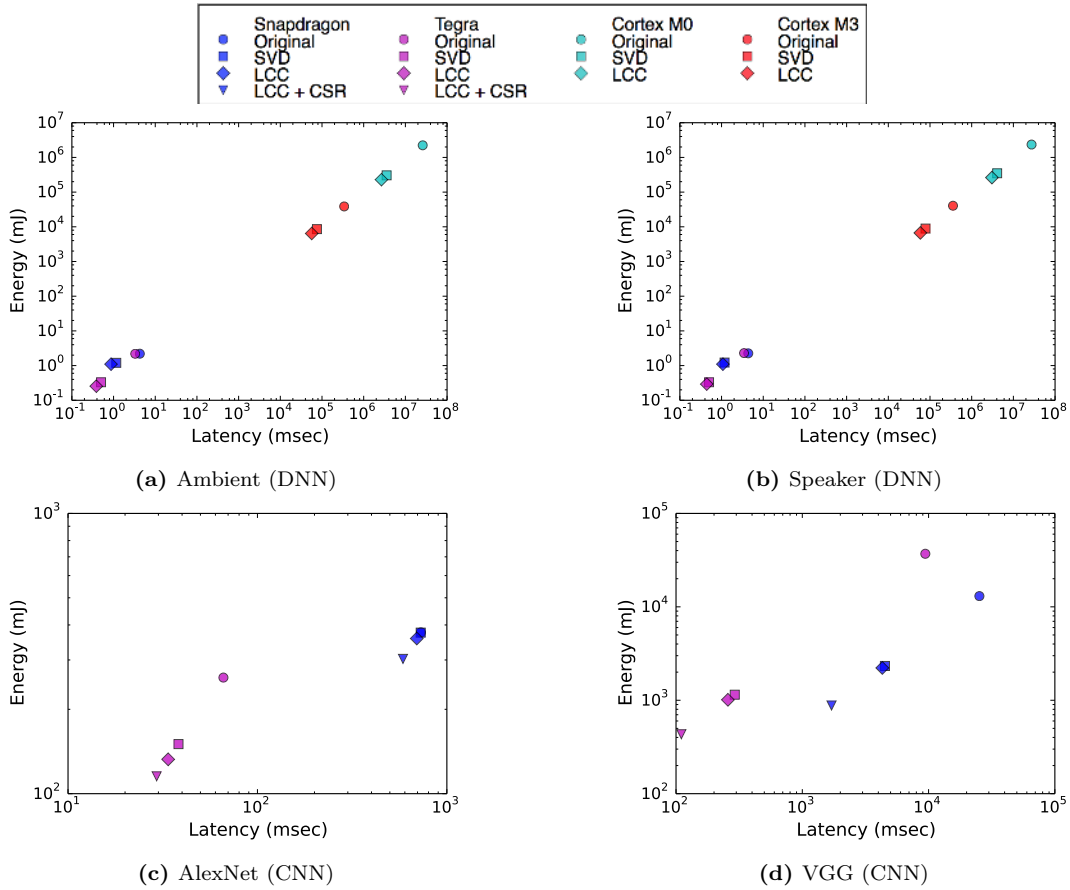 Snapdragon Tegra Cortex M0 Cortex M3
Original Original Original Original
SVD SVD SVD SVD
LCC LCC LCC LCC
LCC + CSR LCC + CSR
10^7
10^6
10^5
10^4
10^3
10^2
10^1
10^0
10^-1
Energy (mJ)
10^-1 10^0 10^1 10^2 10^3 10^4 10^5 10^6 10^7 10^8
Latency (msec)
(a) Ambient (DNN)
10^7
10^6
10^5
10^4
10^3
10^2
10^1
10^0
10^-1
Energy (mJ)
10^-1 10^0 10^1 10^2 10^3 10^4 10^5 10^6 10^7 10^8
Latency (msec)
(b) Speaker (DNN)
10^3
10^2
Energy (mJ)
10^1 10^2 10^3
Latency (msec)
(c) AlexNet (CNN)
10^5
10^4
10^3
10^2
Energy (mJ)
10^2 10^3 10^4 10^5
Latency (msec)
(d) VGG (CNN)